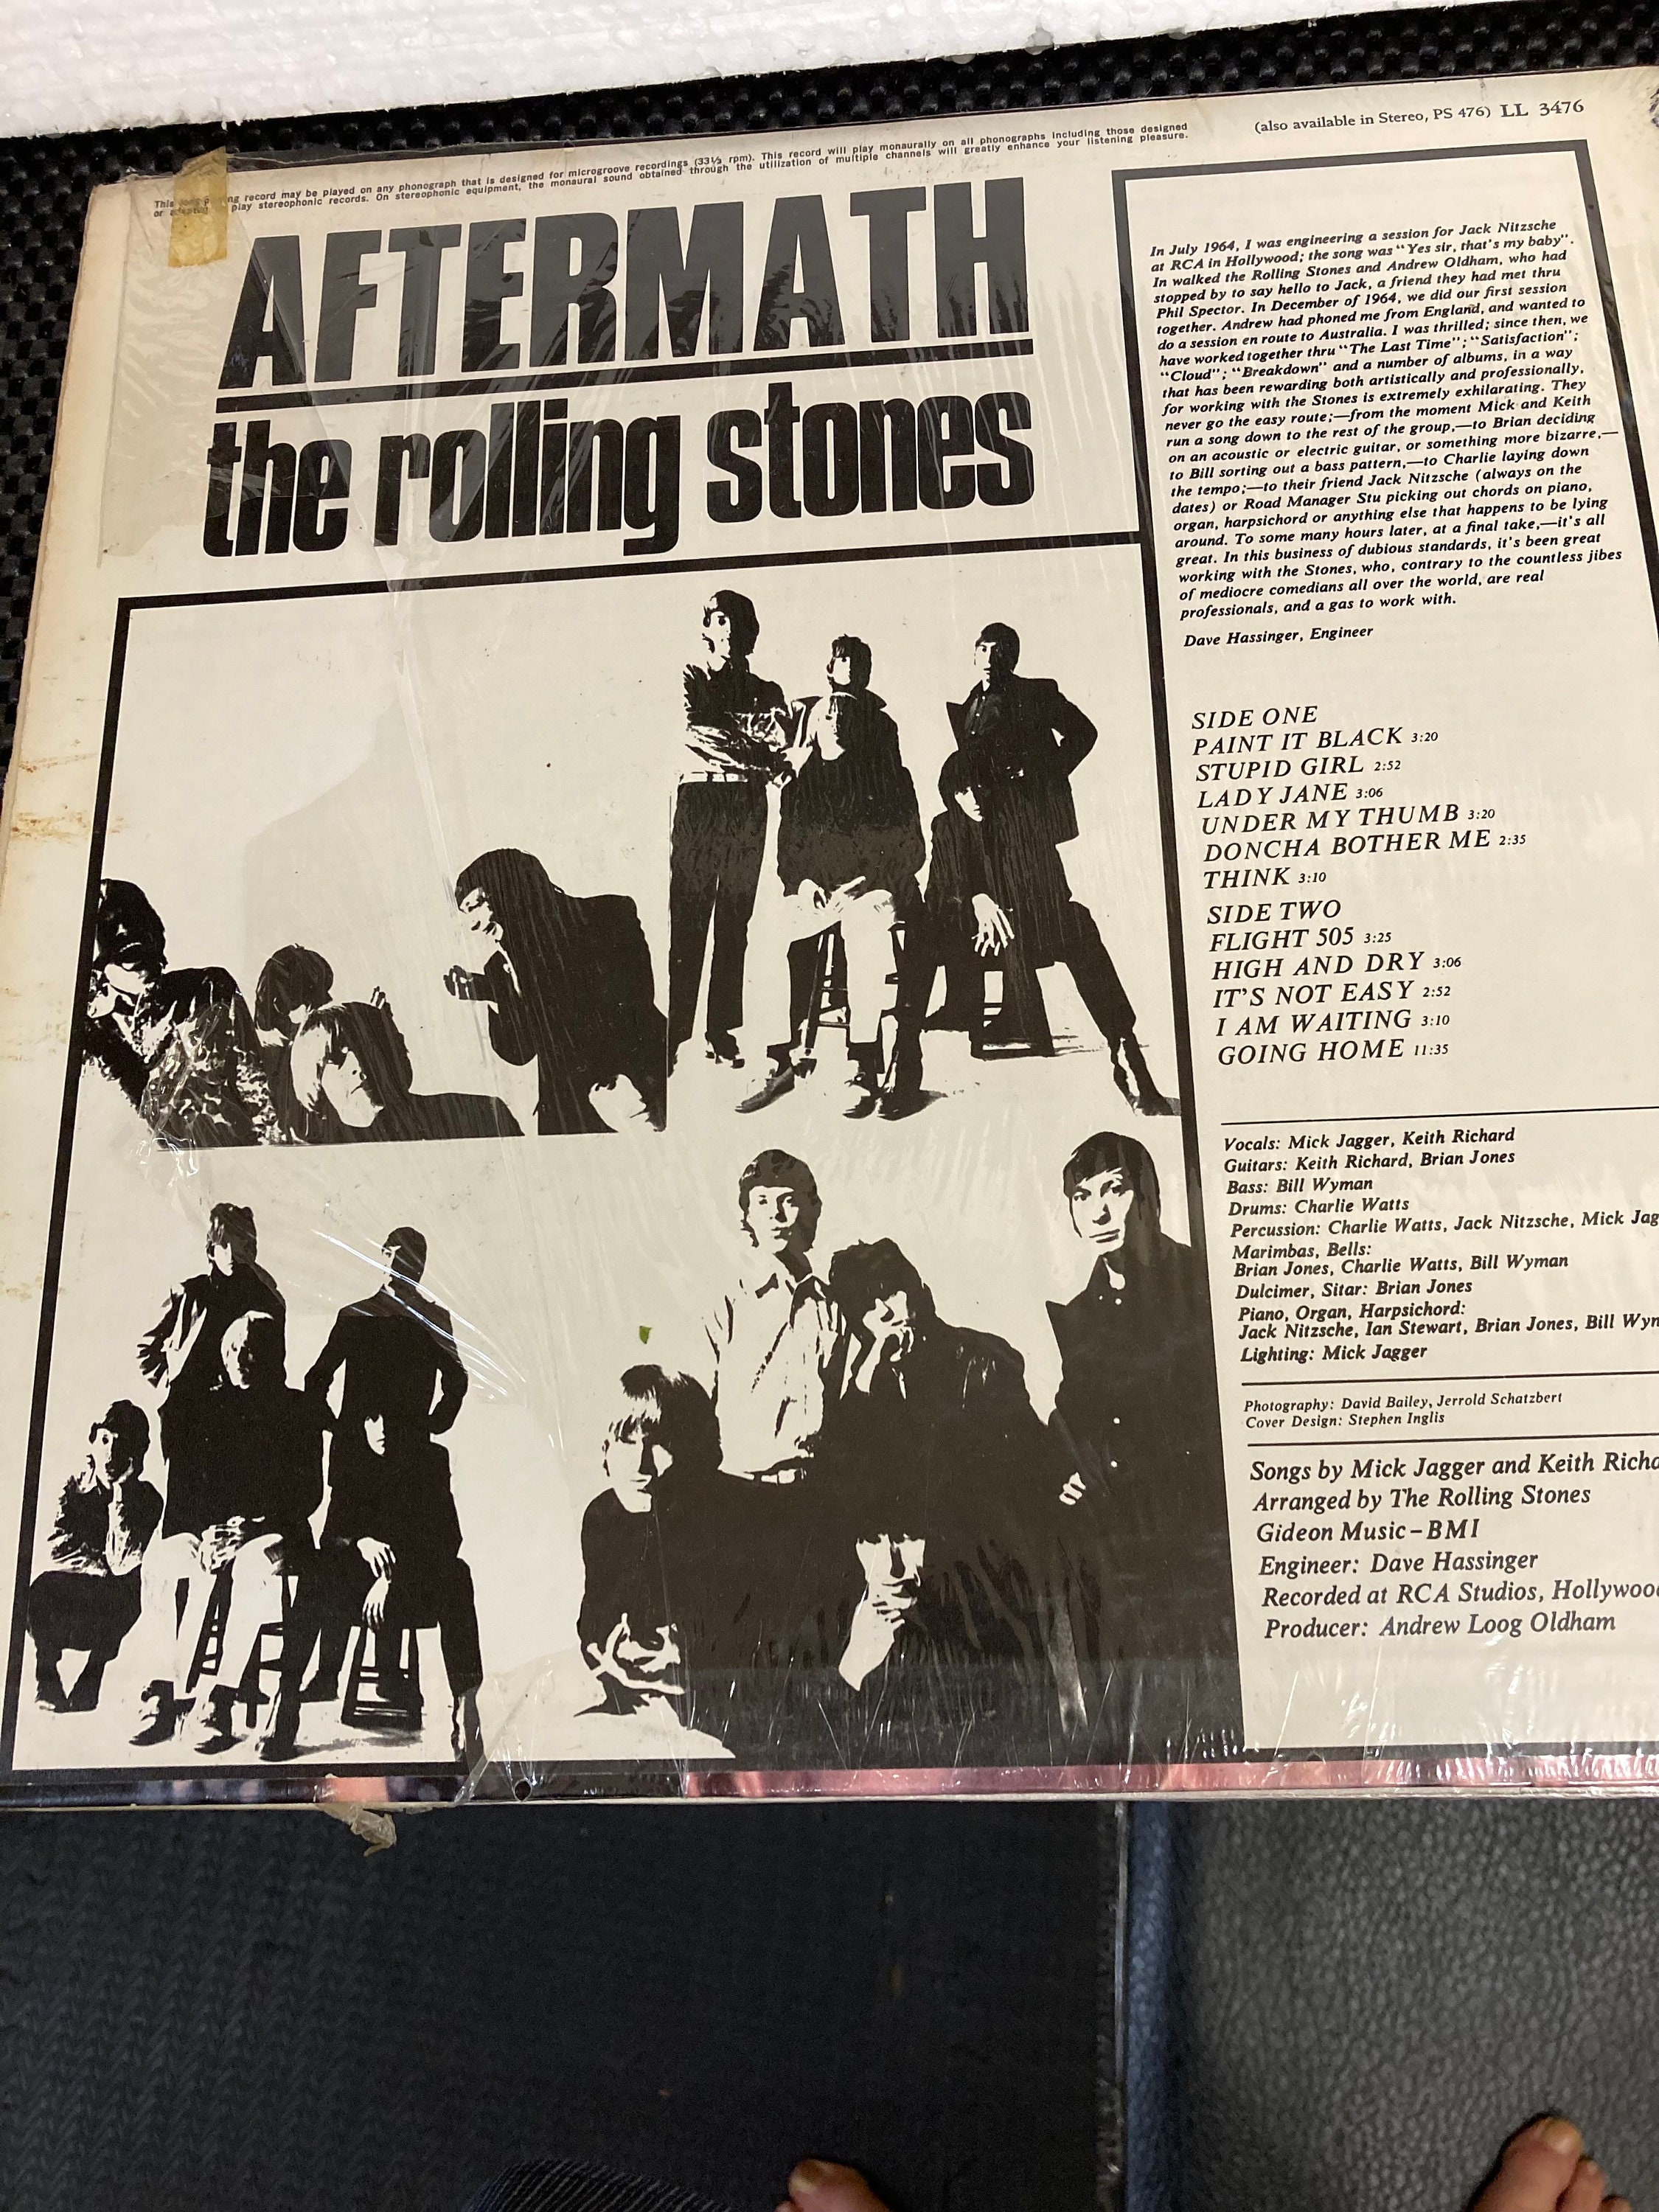 (also available in Stereo, PS 476) LL 3476
This long playing record may be played on any phonograph that is designed for microgroove recordings (33⅓ rpm). This record will play monaurally on all phonographs including those designed
or adapted play stereophonic records. On stereophonic equipment, the monaural sound obtained through the utilization of multiple channels will greatly enhance your listening pleasure.
AFTERMATH
the rolling stones
In July 1964, I was engineering a session for Jack Nitzsche
at RCA in Hollywood; the song was "Yes sir, that's my baby".
In walked the Rolling Stones and Andrew Oldham, who had
stopped by to say hello to Jack, a friend they had met thru
Phil Spector. In December of 1964, we did our first session
together. Andrew had phoned me from England, and wanted to
do a session en route to Australia. I was thrilled; since then, we
have worked together thru "The Last Time"; "Satisfaction";
"Cloud"; "Breakdown" and a number of albums, in a way
that has been rewarding both artistically and professionally,
for working with the Stones is extremely exhilarating. They
never go the easy route;—from the moment Mick and Keith
run a song down to the rest of the group,—to Brian deciding
on an acoustic or electric guitar, or something more bizarre,—
to Bill sorting out a bass pattern,—to Charlie laying down
the tempo;—to their friend Jack Nitzsche (always on the
dates) or Road Manager Stu picking out chords on piano,
organ, harpsichord or anything else that happens to be lying
around. To some many hours later, at a final take,—it's all
great. In this business of dubious standards, it's been great
working with the Stones, who, contrary to the countless jibes
of mediocre comedians all over the world, are real
professionals, and a gas to work with.
Dave Hassinger, Engineer
SIDE ONE
PAINT IT BLACK 3:20
STUPID GIRL 2:52
LADY JANE 3:06
UNDER MY THUMB 3:20
DONCHA BOTHER ME 2:35
THINK 3:10
SIDE TWO
FLIGHT 505 3:25
HIGH AND DRY 3:06
IT'S NOT EASY 2:52
I AM WAITING 3:10
GOING HOME 11:35
Vocals: Mick Jagger, Keith Richard
Guitars: Keith Richard, Brian Jones
Bass: Bill Wyman
Drums: Charlie Watts
Percussion: Charlie Watts, Jack Nitzsche, Mick Jag
Marimbas, Bells:
Brian Jones, Charlie Watts, Bill Wyman
Dulcimer, Sitar: Brian Jones
Piano, Organ, Harpsichord:
Jack Nitzsche, Ian Stewart, Brian Jones, Bill Wym
Lighting: Mick Jagger
Photography: David Bailey, Jerrold Schatzbert
Cover Design: Stephen Inglis
Songs by Mick Jagger and Keith Richa
Arranged by The Rolling Stones
Gideon Music–BMI
Engineer: Dave Hassinger
Recorded at RCA Studios, Hollywoo
Producer: Andrew Loog Oldham